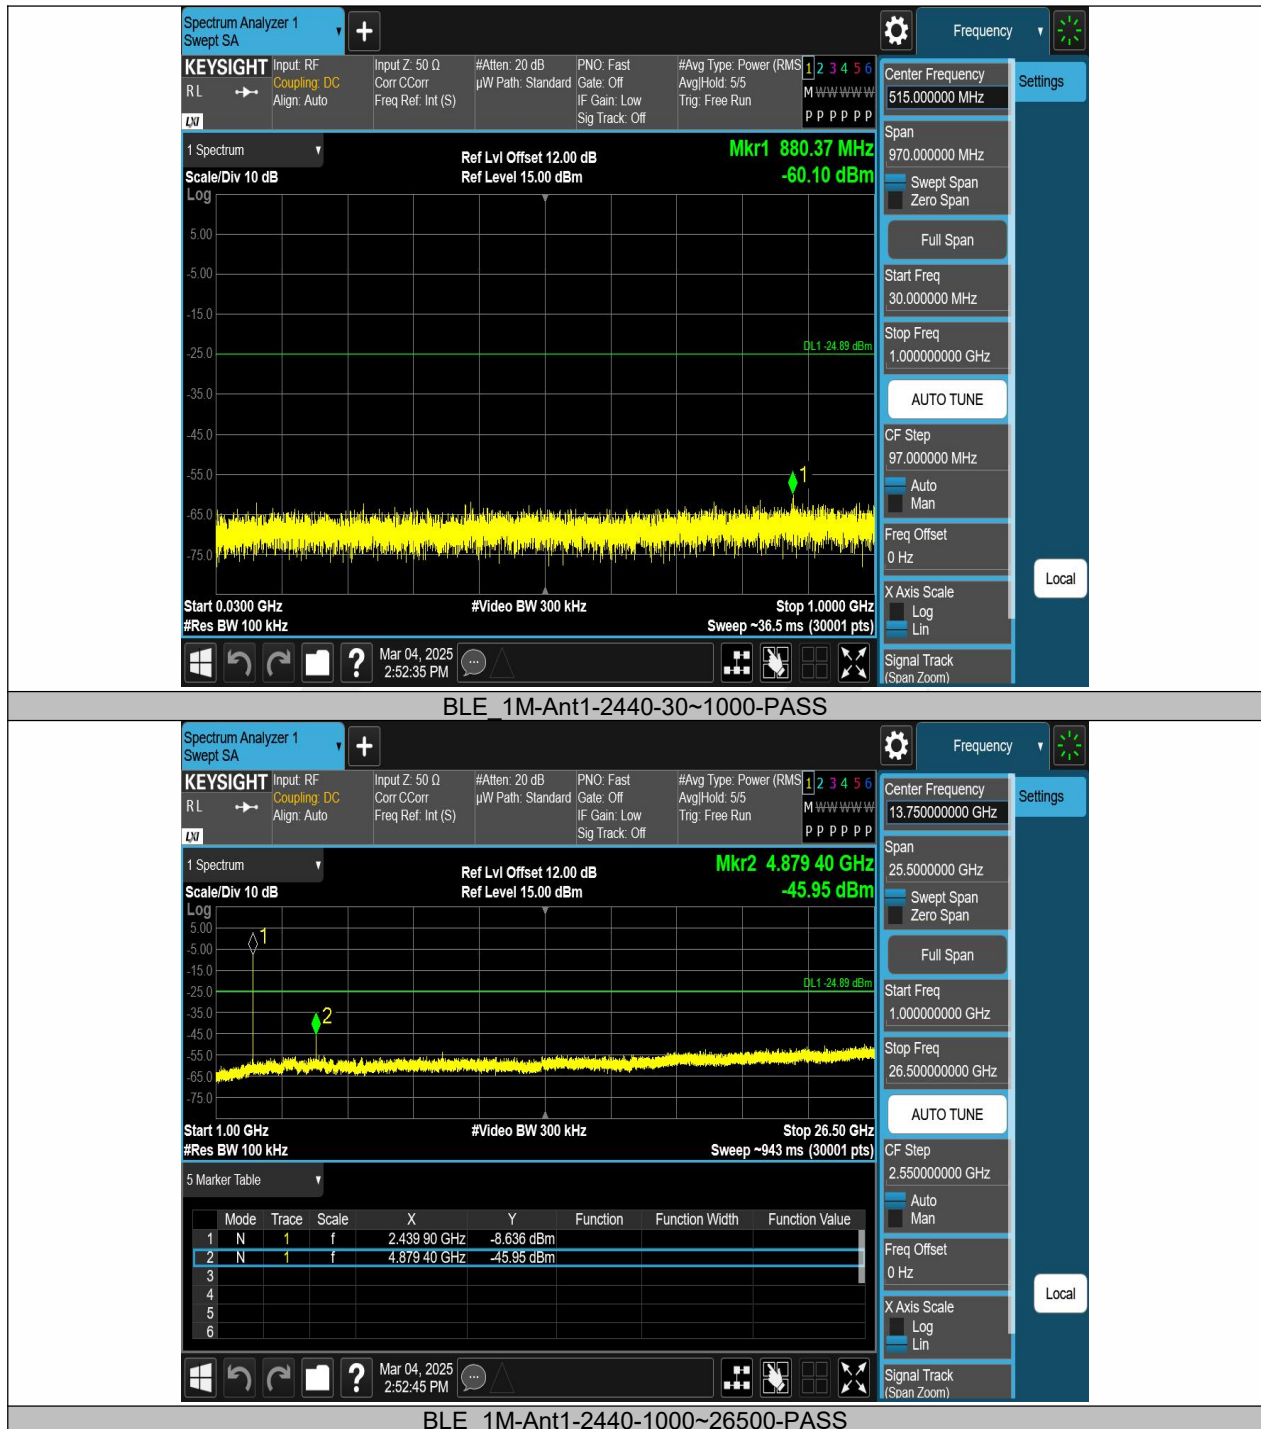 Spectrum Analyzer 1
Swept SA
+
Frequency
KEYSIGHT
RL
LXI
Input: RF
Coupling: DC
Align: Auto
Input Z: 50 Ω
Corr CCorr
Freq Ref: Int (S)
#Atten: 20 dB
µW Path: Standard
PNO: Fast
Gate: Off
IF Gain: Low
Sig Track: Off
#Avg Type: Power (RMS
Avg|Hold: 5/5
Trig: Free Run
1 2 3 4 5 6
M W W W W W
P P P P P P
1 Spectrum
Scale/Div 10 dB
Ref Lvl Offset 12.00 dB
Ref Level 15.00 dBm
Mkr1 880.37 MHz
-60.10 dBm
Log
5.00
-5.00
-15.0
-25.0
-35.0
-45.0
-55.0
-65.0
-75.0
DL1 -24.89 dBm
1
Start 0.0300 GHz
#Res BW 100 kHz
#Video BW 300 kHz
Stop 1.0000 GHz
Sweep ~36.5 ms (30001 pts)
Mar 04, 2025
2:52:35 PM
?
Center Frequency
515.000000 MHz
Settings
Span
970.000000 MHz
Swept Span
Zero Span
Full Span
Start Freq
30.000000 MHz
Stop Freq
1.000000000 GHz
AUTO TUNE
CF Step
97.000000 MHz
Auto
Man
Freq Offset
0 Hz
X Axis Scale
Log
Lin
Signal Track
(Span Zoom)
Local
BLE_1M-Ant1-2440-30~1000-PASS
Spectrum Analyzer 1
Swept SA
+
Frequency
KEYSIGHT
RL
LXI
Input: RF
Coupling: DC
Align: Auto
Input Z: 50 Ω
Corr CCorr
Freq Ref: Int (S)
#Atten: 20 dB
µW Path: Standard
PNO: Fast
Gate: Off
IF Gain: Low
Sig Track: Off
#Avg Type: Power (RMS
Avg|Hold: 5/5
Trig: Free Run
1 2 3 4 5 6
M W W W W W
P P P P P P
1 Spectrum
Scale/Div 10 dB
Ref Lvl Offset 12.00 dB
Ref Level 15.00 dBm
Mkr2 4.879 40 GHz
-45.95 dBm
Log
5.00
-5.00
-15.0
-25.0
-35.0
-45.0
-55.0
-65.0
-75.0
1
2
DL1 -24.89 dBm
Start 1.00 GHz
#Res BW 100 kHz
#Video BW 300 kHz
Stop 26.50 GHz
Sweep ~943 ms (30001 pts)
5 Marker Table
Mode Trace Scale X Y Function Function Width Function Value
1 N 1 f 2.439 90 GHz -8.636 dBm
2 N 1 f 4.879 40 GHz -45.95 dBm
3
4
5
6
Mar 04, 2025
2:52:45 PM
?
Center Frequency
13.750000000 GHz
Settings
Span
25.5000000 GHz
Swept Span
Zero Span
Full Span
Start Freq
1.000000000 GHz
Stop Freq
26.500000000 GHz
AUTO TUNE
CF Step
2.550000000 GHz
Auto
Man
Freq Offset
0 Hz
X Axis Scale
Log
Lin
Signal Track
(Span Zoom)
Local
BLE_1M-Ant1-2440-1000~26500-PASS